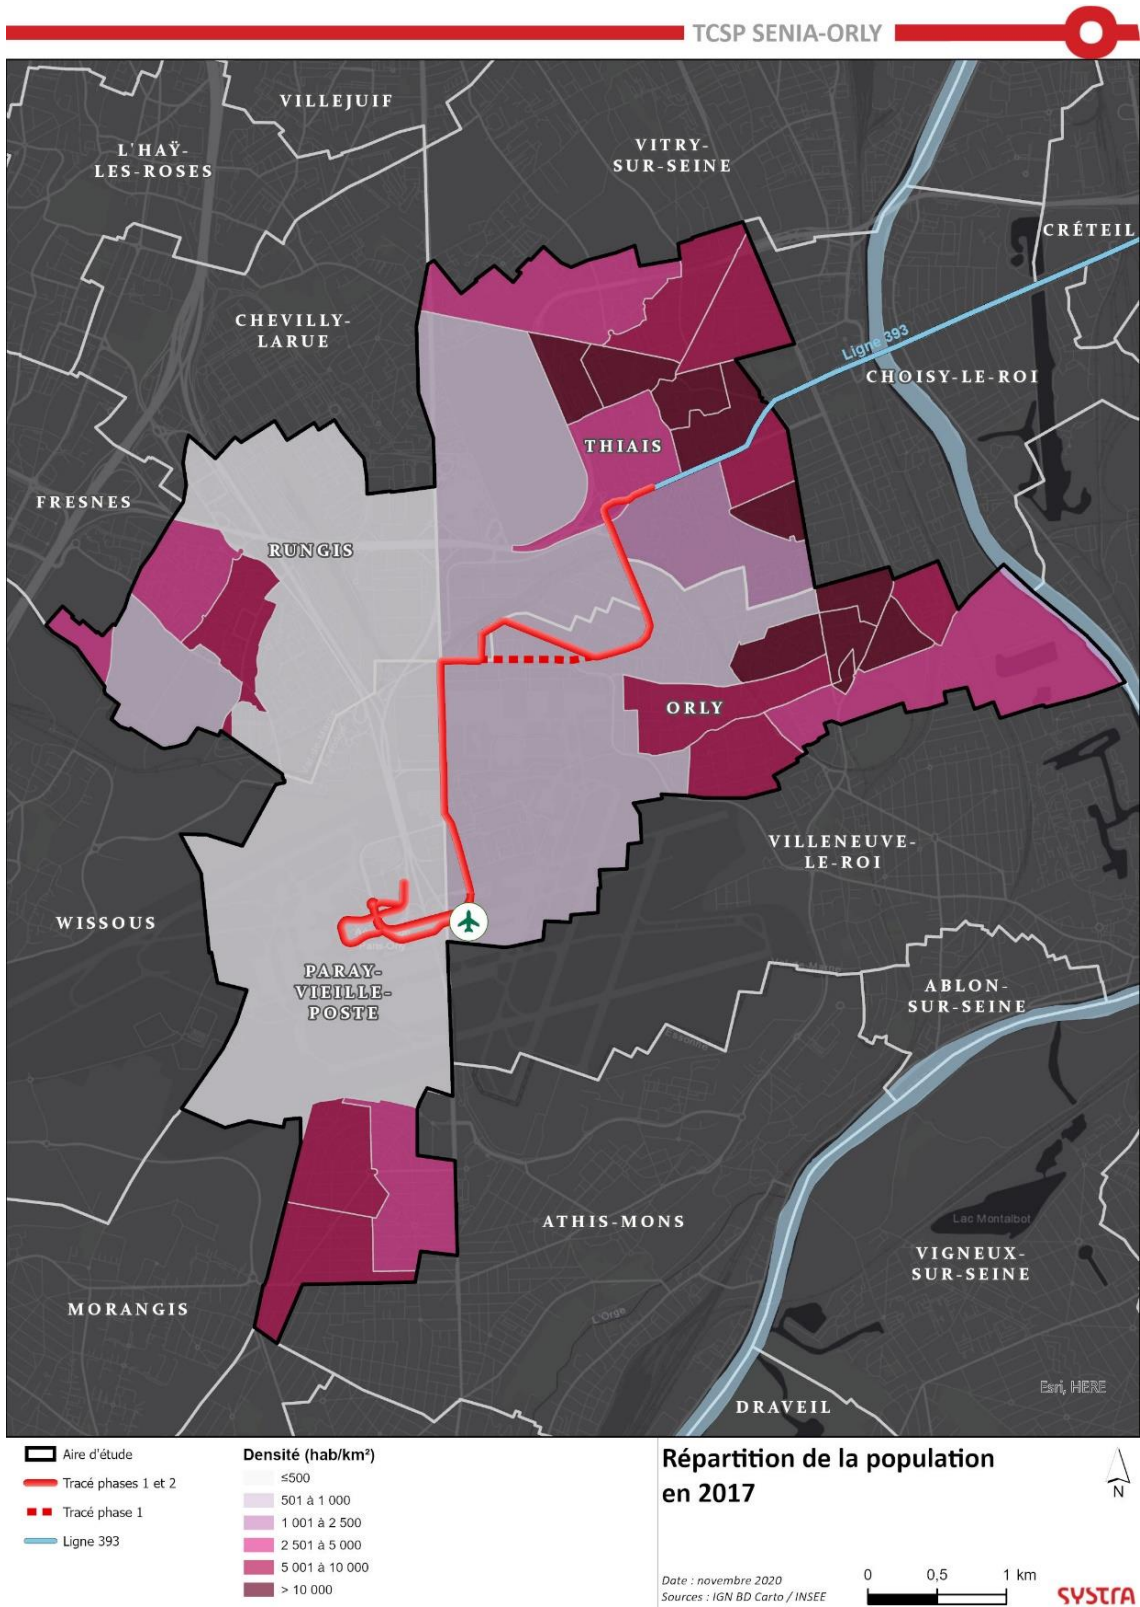 TCSP SENIA-ORLY
VILLEJUIF
L'HAŸ-
LES-ROSES
VITRY-
SUR-SEINE
CRÉTEIL
CHEVILLY-
LARUE
Ligne 393
CHOISY-LE-ROI
THIAIS
FRESNES
RUNGIS
ORLY
VILLENEUVE-
LE-ROI
WISSOUS
PARAY-
VIEILLE-
POSTE
ABLON-
SUR-SEINE
Essonne
ATHIS-MONS
Lac Montalbot
VIGNEUX-
SUR-SEINE
MORANGIS
L'Orge
Esri, HERE
DRAVEIL
Aire d'étude
Tracé phases 1 et 2
Tracé phase 1
Ligne 393
Densité (hab/km²)
≤500
501 à 1 000
1 001 à 2 500
2 501 à 5 000
5 001 à 10 000
> 10 000
Répartition de la population
en 2017
N
Date : novembre 2020
Sources : IGN BD Carto / INSEE
0 0,5 1 km
SYSTRA